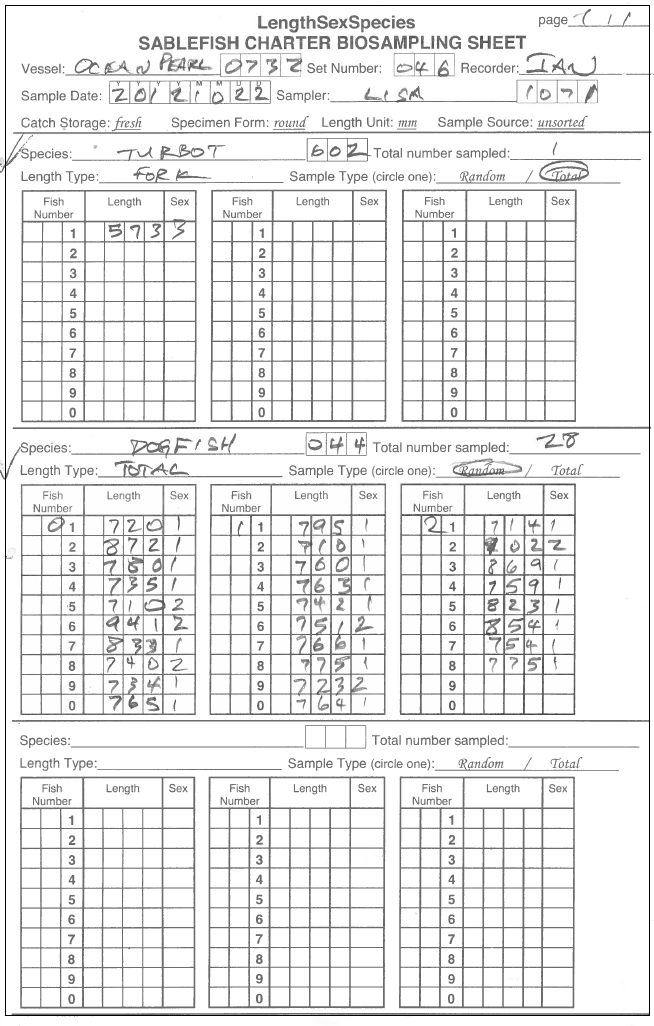 LengthSexSpecies
page 1 / 1
SABLEFISH CHARTER BIOSAMPLING SHEET
Vessel: OCEAN PEARL 0732 Set Number: 046 Recorder: IAN
Y Y Y Y M M D D
Sample Date: 20121022 Sampler: LISA 1071
Catch Storage: fresh Specimen Form: round Length Unit: mm Sample Source: unsorted
Species: TURBOT 602 Total number sampled: 1
Length Type: FORK Sample Type (circle one): Random / Total
Fish Number Length Sex Fish Number Length Sex Fish Number Length Sex
1 573 3 1 1
2 2 2
3 3 3
4 4 4
5 5 5
6 6 6
7 7 7
8 8 8
9 9 9
0 0 0
Species: DOGFISH 044 Total number sampled: 28
Length Type: TOTAL Sample Type (circle one): Random / Total
Fish Number Length Sex Fish Number Length Sex Fish Number Length Sex
0 1 720 1 1 1 795 1 2 1 714 1
2 872 1 2 710 1 2 2
3 780 1 3 760 1 3 869 1
4 735 1 4 763 1 4 759 1
5 710 2 5 742 1 5 823 1
6 941 2 6 751 2 6 854 1
7 833 1 7 766 1 7 754 1
8 740 2 8 775 1 8 775 1
9 734 1 9 723 2 9
0 765 1 0 764 1 0
Species: Total number sampled:
Length Type: Sample Type (circle one): Random / Total
Fish Number Length Sex Fish Number Length Sex Fish Number Length Sex
1 1 1
2 2 2
3 3 3
4 4 4
5 5 5
6 6 6
7 7 7
8 8 8
9 9 9
0 0 0